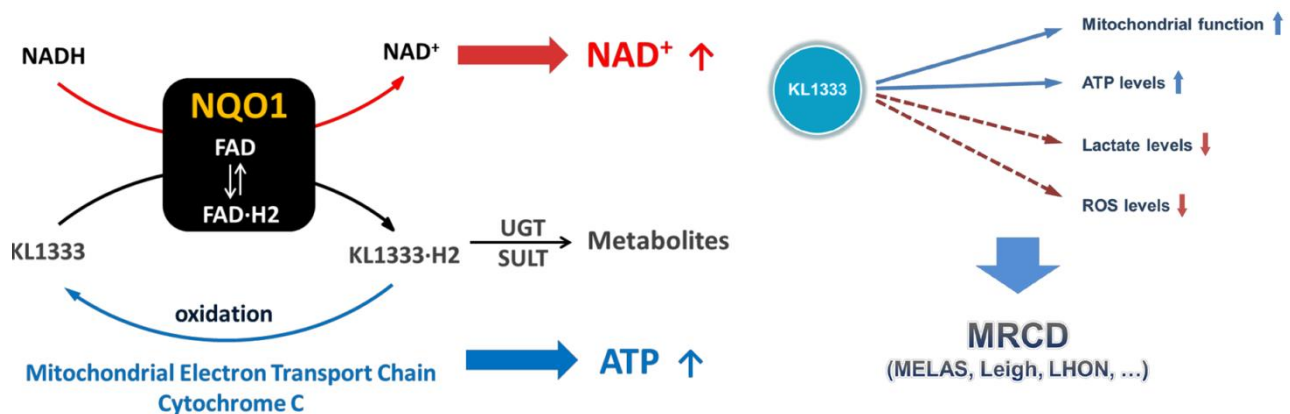 NADH
NAD⁺
NAD⁺ ↑
NQO1
FAD
FAD·H2
KL1333
KL1333·H2
UGT
SULT
Metabolites
oxidation
Mitochondrial Electron Transport Chain
Cytochrome C
ATP ↑
KL1333
Mitochondrial function
ATP levels
Lactate levels
ROS levels
MRCD
(MELAS, Leigh, LHON, ...)